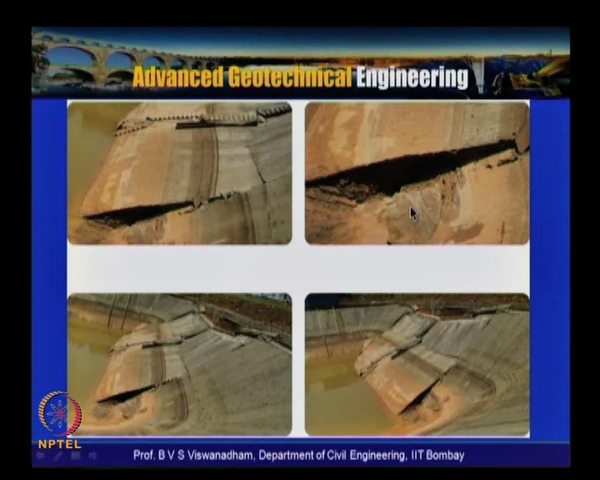 Advanced Geotechnical Engineering
NPTEL
Prof. B V S Viswanadham, Department of Civil Engineering, IIT Bombay